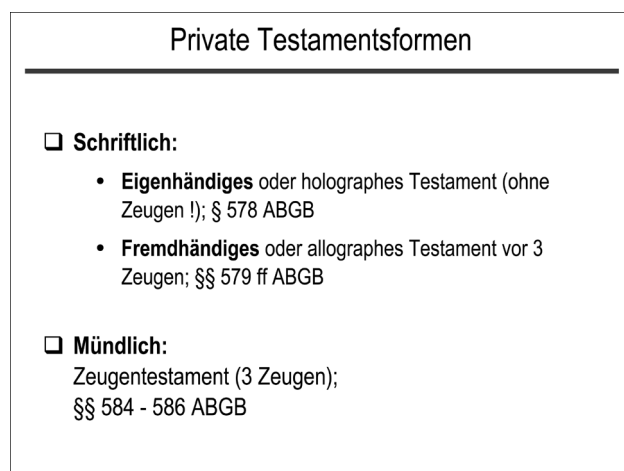 Private Testamentsformen
Schriftlich:
• Eigenhändiges oder holographes Testament (ohne
Zeugen !); § 578 ABGB
• Fremdhändiges oder allographes Testament vor 3
Zeugen; §§ 579 ff ABGB
Mündlich:
Zeugentestament (3 Zeugen);
§§ 584 - 586 ABGB